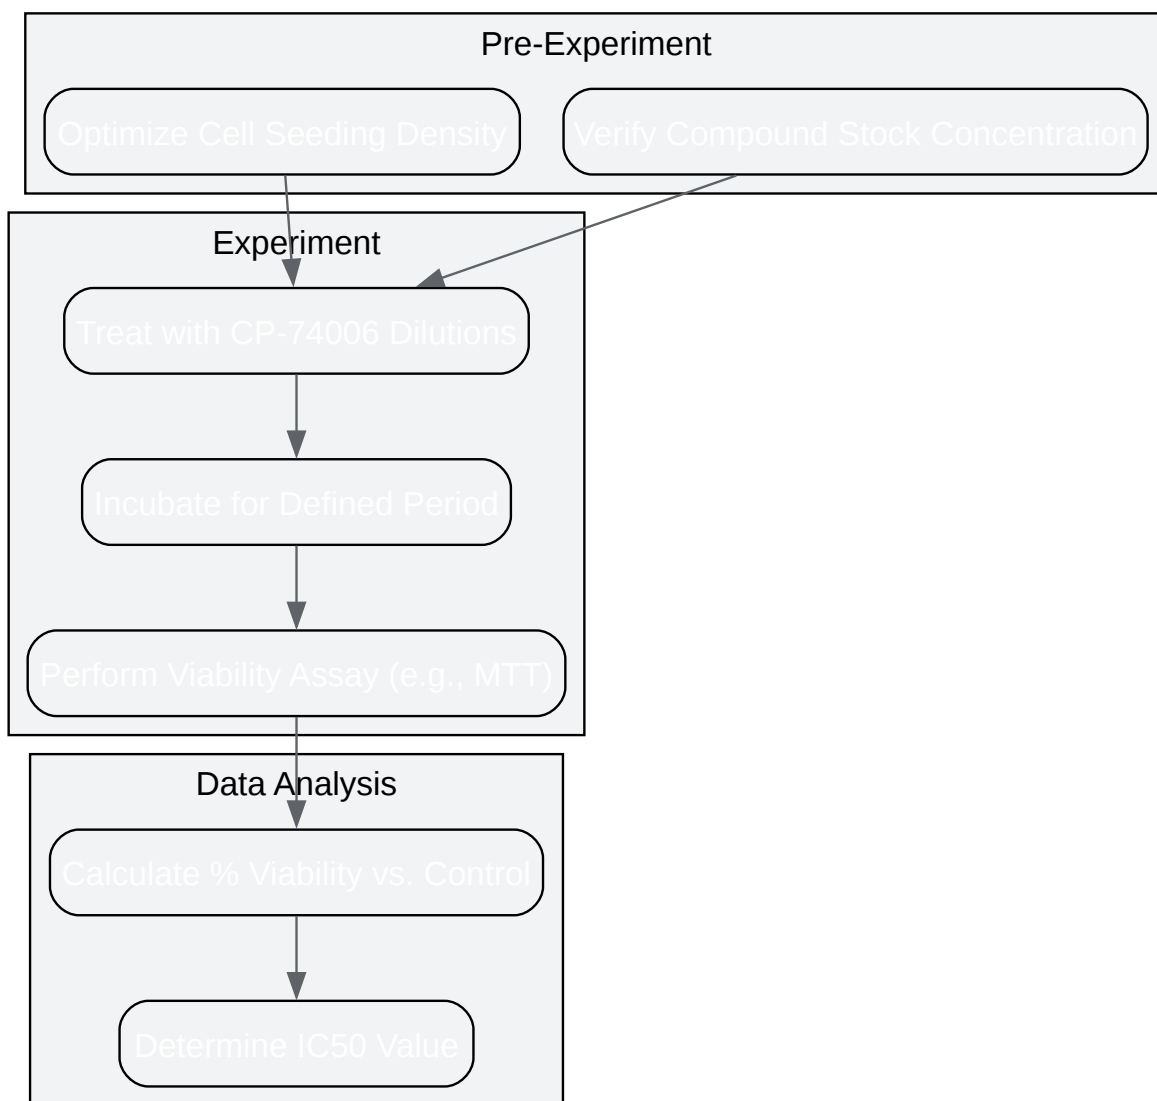 Pre-Experiment
Optimize Cell Seeding Density
Verify Compound Stock Concentration
Experiment
Treat with CP-74006 Dilutions
Incubate for Defined Period
Perform Viability Assay (e.g., MTT)
Data Analysis
Calculate % Viability vs. Control
Determine IC50 Value